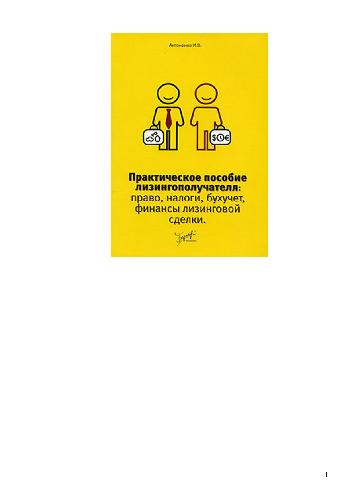 Антоненко И.В.
$€
Практическое пособие
лизингополучателя:
право, налоги, бухучет,
финансы лизинговой
сделки.
1